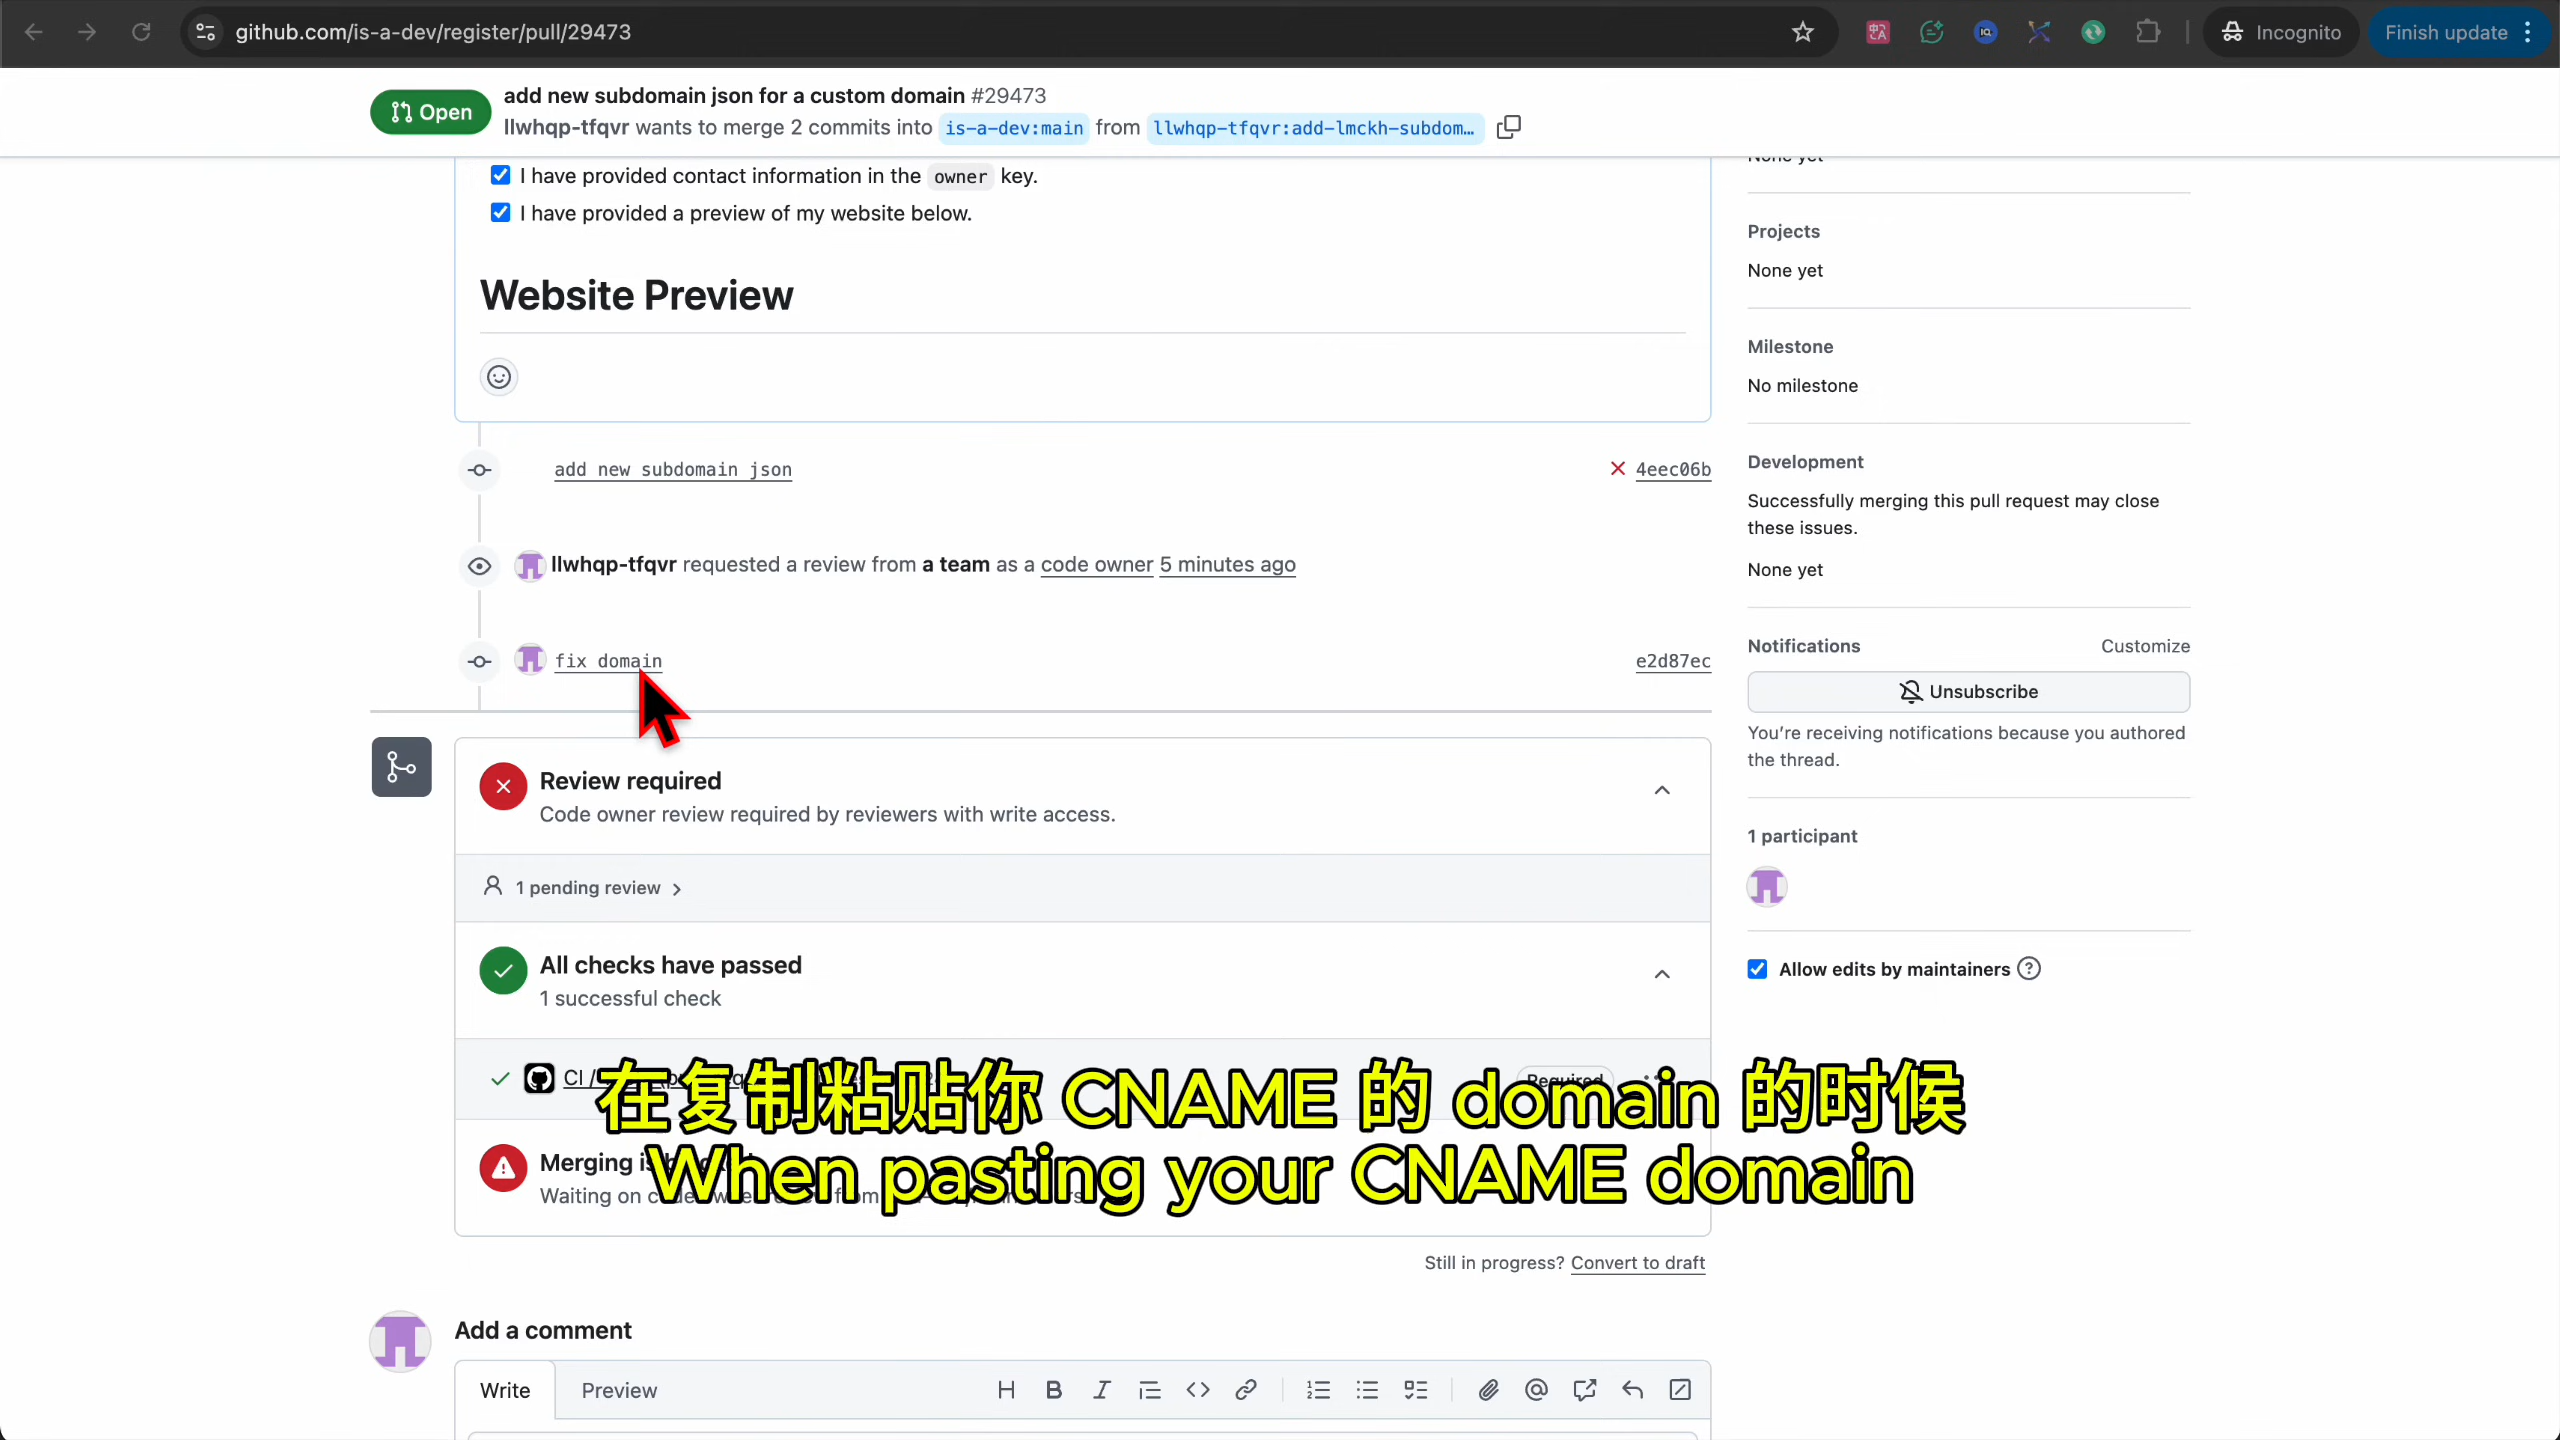 github.com/is-a-dev/register/pull/29473
Incognito
Finish update
Open
add new subdomain json for a custom domain #29473
llwhqp-tfqvr wants to merge 2 commits into is-a-dev:main from llwhqp-tfqvr:add-lmckh-subdom…
I have provided contact information in the owner key.
I have provided a preview of my website below.
Website Preview
add new subdomain json
4eec06b
llwhqp-tfqvr requested a review from a team as a code owner 5 minutes ago
fix domain
e2d87ec
Review required
Code owner review required by reviewers with write access.
1 pending review
All checks have passed
1 successful check
CI /
Required
在复制粘贴你 CNAME 的 domain 的时候
When pasting your CNAME domain
Merging is
Waiting on
Still in progress? Convert to draft
Add a comment
Write
Preview
None yet
Projects
None yet
Milestone
No milestone
Development
Successfully merging this pull request may close
these issues.
None yet
Notifications
Customize
Unsubscribe
You're receiving notifications because you authored
the thread.
1 participant
Allow edits by maintainers